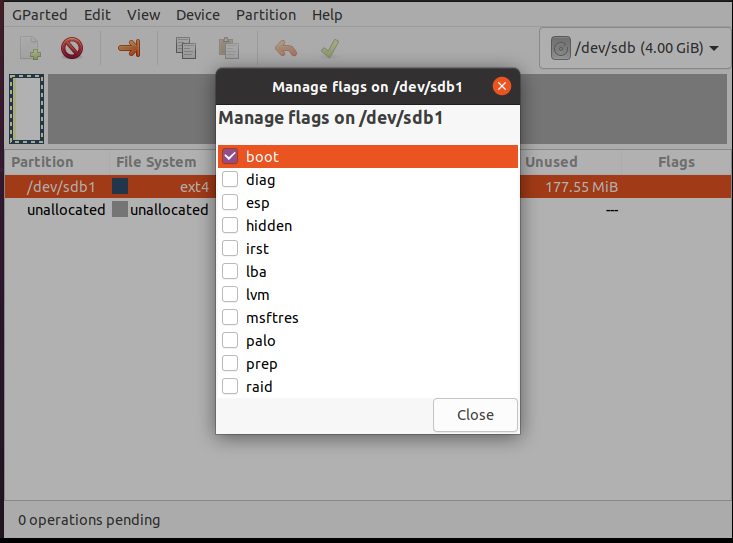 GParted Edit View Device Partition Help
/dev/sdb (4.00 GiB)
Manage flags on /dev/sdb1
Manage flags on /dev/sdb1
Partition File System Unused Flags
/dev/sdb1 ext4 177.55 MiB
unallocated unallocated ---
boot
diag
esp
hidden
irst
lba
lvm
msftres
palo
prep
raid
Close
0 operations pending